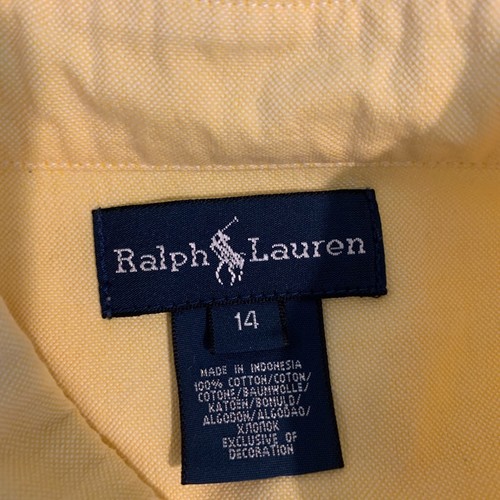 Ralph Lauren
14
MADE IN INDONESIA
100% COTTON/COTON/
COTONE/BAUMWOLLE/
KATOEN/BOMULD/
ALGODON/ALGODAO/
ХЛОПОК
EXCLUSIVE OF
DECORATION